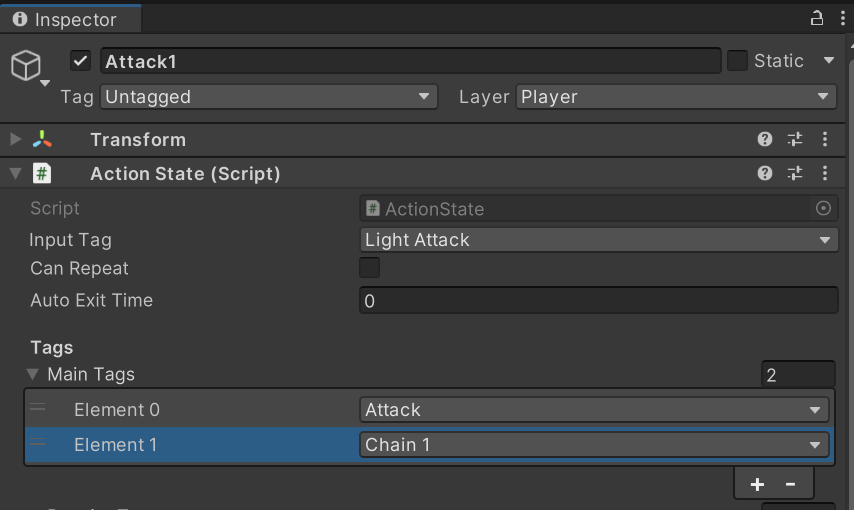 Inspector
Attack1 Static
Tag Untagged Layer Player
Transform
# Action State (Script)
Script # ActionState
Input Tag Light Attack
Can Repeat
Auto Exit Time 0
Tags
Main Tags 2
Element 0 Attack
Element 1 Chain 1
+ -